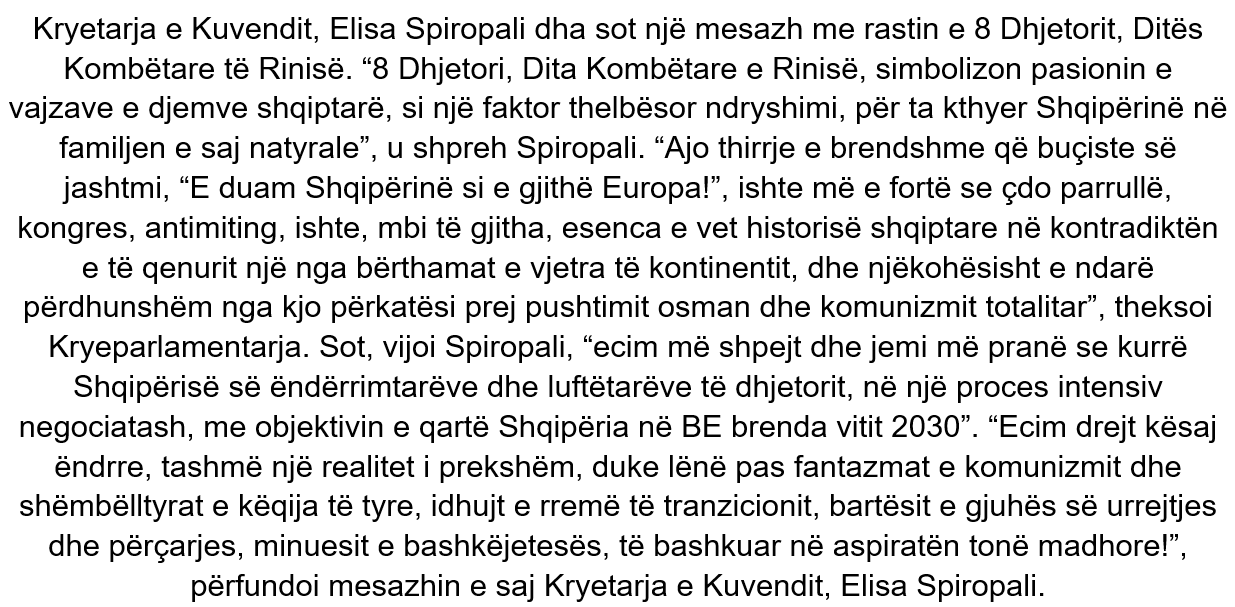 Kryetarja e Kuvendit, Elisa Spiropali dha sot një mesazh me rastin e 8 Dhjetorit, Ditës
Kombëtare të Rinisë. “8 Dhjetori, Dita Kombëtare e Rinisë, simbolizon pasionin e
vajzave e djemve shqiptarë, si një faktor thelbësor ndryshimi, për ta kthyer Shqipërinë në
familjen e saj natyrale”, u shpreh Spiropali. “Ajo thirrje e brendshme që buçiste së
jashtmi, “E duam Shqipërinë si e gjithë Europa!”, ishte më e fortë se çdo parrullë,
kongres, antimiting, ishte, mbi të gjitha, esenca e vet historisë shqiptare në kontradiktën
e të qenurit një nga bërthamat e vjetra të kontinentit, dhe njëkohësisht e ndarë
përdhunshëm nga kjo përkatësi prej pushtimit osman dhe komunizmit totalitar”, theksoi
Kryeparlamentarja. Sot, vijoi Spiropali, “ecim më shpejt dhe jemi më pranë se kurrë
Shqipërisë së ëndërrimtarëve dhe luftëtarëve të dhjetorit, në një proces intensiv
negociatash, me objektivin e qartë Shqipëria në BE brenda vitit 2030”. “Ecim drejt kësaj
ëndrre, tashmë një realitet i prekshëm, duke lënë pas fantazmat e komunizmit dhe
shëmbëlltyrat e këqija të tyre, idhujt e rremë të tranzicionit, bartësit e gjuhës së urrejtjes
dhe përçarjes, minuesit e bashkëjetesës, të bashkuar në aspiratën tonë madhore!”,
përfundoi mesazhin e saj Kryetarja e Kuvendit, Elisa Spiropali.